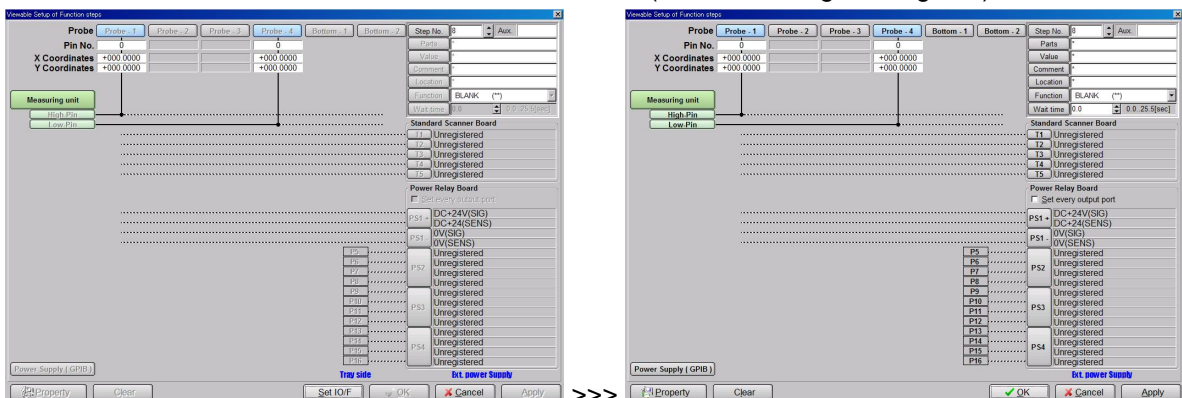 Viewable Setup of Function steps
Probe Probe - 1 Probe - 2 Probe - 3 Probe - 4 Bottom - 1 Bottom - 2 Step No. 8 Aux.
Pin No. 0 0 Parts *
X Coordinates +000.0000 +000.0000 Value *
Y Coordinates +000.0000 +000.0000 Comment *
Location *
Measuring unit Function BLANK (**)
High-Pin Wait time 0.0 0.0..25.5[sec]
Low-Pin Standard Scanner Board
T1 Unregistered
T2 Unregistered
T3 Unregistered
T4 Unregistered
T5 Unregistered
Power Relay Board
Set every output port
PS1 + DC+24V(SIG)
DC+24(SENS)
PS1 - 0V(SIG)
0V(SENS)
P5 Unregistered
P6 PS2 Unregistered
P7 Unregistered
P8 Unregistered
P9 Unregistered
P10 PS3 Unregistered
P11 Unregistered
P12 Unregistered
P13 Unregistered
P14 PS4 Unregistered
P15 Unregistered
P16 Unregistered
Power Supply ( GPIB )
Tray side Ext. power Supply
Property Clear Set IO/F OK Cancel Apply
>>>
Viewable Setup of Function steps
Probe Probe - 1 Probe - 2 Probe - 3 Probe - 4 Bottom - 1 Bottom - 2 Step No. 8 Aux.
Pin No. 0 0 Parts *
X Coordinates +000.0000 +000.0000 Value *
Y Coordinates +000.0000 +000.0000 Comment *
Location *
Measuring unit Function BLANK (**)
High-Pin Wait time 0.0 0.0..25.5[sec]
Low-Pin Standard Scanner Board
T1 Unregistered
T2 Unregistered
T3 Unregistered
T4 Unregistered
T5 Unregistered
Power Relay Board
Set every output port
PS1 + DC+24V(SIG)
DC+24(SENS)
PS1 - 0V(SIG)
0V(SENS)
P5 Unregistered
P6 PS2 Unregistered
P7 Unregistered
P8 Unregistered
P9 Unregistered
P10 PS3 Unregistered
P11 Unregistered
P12 Unregistered
P13 Unregistered
P14 PS4 Unregistered
P15 Unregistered
P16 Unregistered
Power Supply ( GPIB )
Ext. power Supply
Property Clear OK Cancel Apply